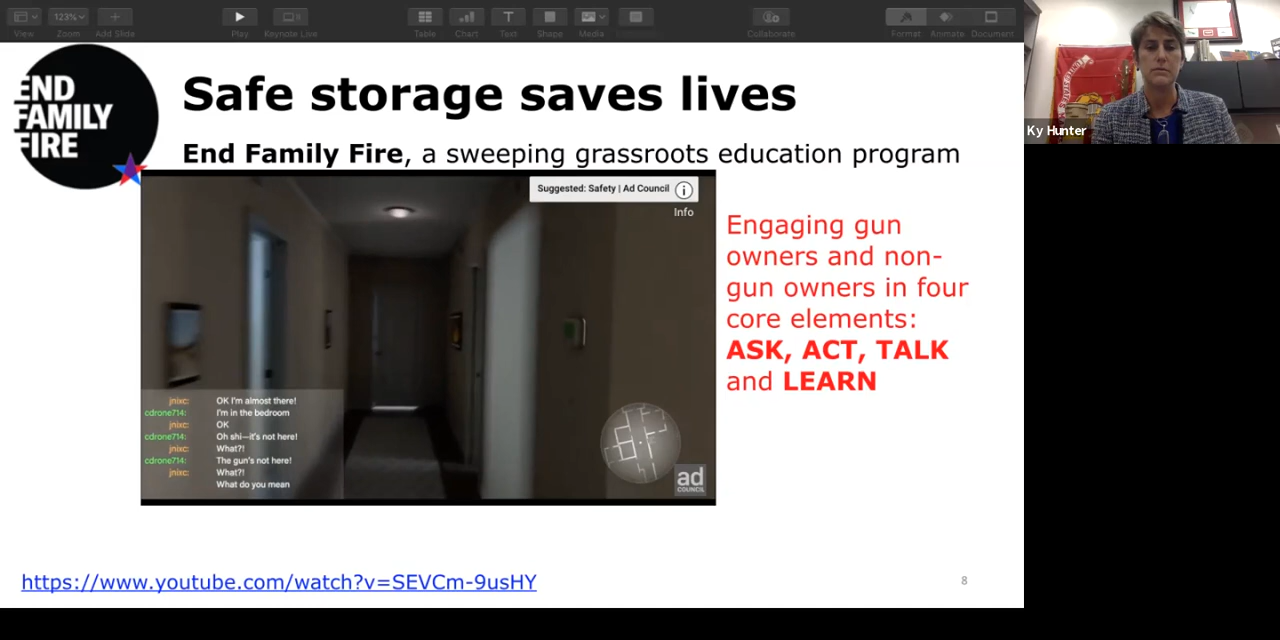 View
123%
Zoom
Add Slide
Play
Keynote Live
Table
Chart
Text
Shape
Media
Collaborate
Format
Animate
Document
END
FAMILY
FIRE
Safe storage saves lives
End Family Fire, a sweeping grassroots education program
Suggested: Safety | Ad Council
Info
jnixc: OK I'm almost there!
cdrone714: I'm in the bedroom
jnixc: OK
cdrone714: Oh shi—it's not here!
jnixc: What?!
cdrone714: The gun's not here!
jnixc: What?!
What do you mean
ad
COUNCIL
Engaging gun
owners and non-
gun owners in four
core elements:
ASK, ACT, TALK
and LEARN
https://www.youtube.com/watch?v=SEVCm-9usHY
8
Ky Hunter